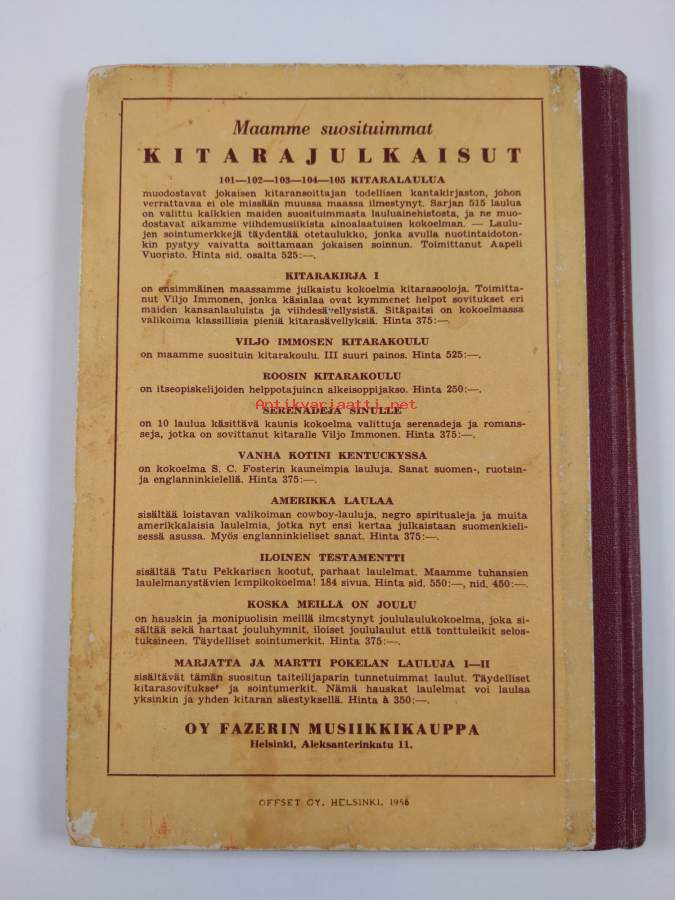 Maamme suosituimmat
KITARAJULKAISUT
101—102—103—104—105 KITARALAULUA
muodostavat jokaisen kitaransoittajan todellisen kantakirjaston, johon
verrattavaa ei ole missään muussa maassa ilmestynyt. Sarjan 515 laulua
on valittu kaikkien maiden suosituimmasta lauluainehistosta, ja ne muo-
dostavat aikamme viihdemusiikista ainoalaatuisen kokoelman. — Laulu-
jen sointumerkkejä täydentää otetaulukko, jonka avulla nuotintaidoton-
kin pystyy vaivatta soittamaan jokaisen soinnun. Toimittanut Aapeli
Vuoristo. Hinta sid. osalta 525:—.
KITARAKIRJA I
on ensimmäinen maassamme julkaistu kokoelma kitarasooloja. Toimitta-
nut Viljo Immonen, jonka käsialaa ovat kymmenet helpot sovitukset eri
maiden kansanlauluista ja viihdesävellyksistä. Sitäpaitsi on kokoelmassa
valikoima klassillisia pieniä kitarasävellyksiä. Hinta 375:—.
VILJO IMMOSEN KITARAKOULU
on maamme suosituin kitarakoulu. III suuri painos. Hinta 525:—.
ROOSIN KITARAKOULU
on itseopiskelijoiden helppotajuinen alkeisoppijakso. Hinta 250:—.
Antikvariaatti.net
SERENADEJA SINULLE
on 10 laulua käsittävä kaunis kokoelma valittuja serenadeja ja romans-
seja, jotka on sovittanut kitaralle Viljo Immonen. Hinta 375:—.
VANHA KOTINI KENTUCKYSSA
on kokoelma S. C. Fosterin kauneimpia lauluja. Sanat suomen-, ruotsin-
ja englanninkielellä. Hinta 375:—.
AMERIKKA LAULAA
sisältää loistavan valikoiman cowboy-lauluja, negro spiritualeja ja muita
amerikkalaisia laulelmia, jotka nyt ensi kertaa julkaistaan suomenkieli-
sessä asussa. Myös englanninkieliset sanat. Hinta 375:—.
ILOINEN TESTAMENTTI
sisältää Tatu Pekkarisen kootut, parhaat laulelmat. Maamme tuhansien
laulelmanystävien lempikokoelma! 184 sivua. Hinta sid. 550:—, nid. 450:—.
KOSKA MEILLÄ ON JOULU
on hauskin ja monipuolisin meillä ilmestynyt joululaulukokoelma, joka si-
sältää sekä hartaat jouluhymnit, iloiset joululaulut että tonttuleikit selos-
tuksineen. Täydelliset sointumerkit. Hinta 375:—.
MARJATTA JA MARTTI POKELAN LAULUJA I—II
sisältävät tämän suositun taiteilijaparin tunnetuimmat laulut. Täydelliset
kitarasovitukset ja sointumerkit. Nämä hauskat laulelmat voi laulaa
yksinkin ja yhden kitaran säestyksellä. Hinta à 350:—.
OY FAZERIN MUSIIKKIKAUPPA
Helsinki, Aleksanterinkatu 11.
OFFSET OY, HELSINKI, 1956